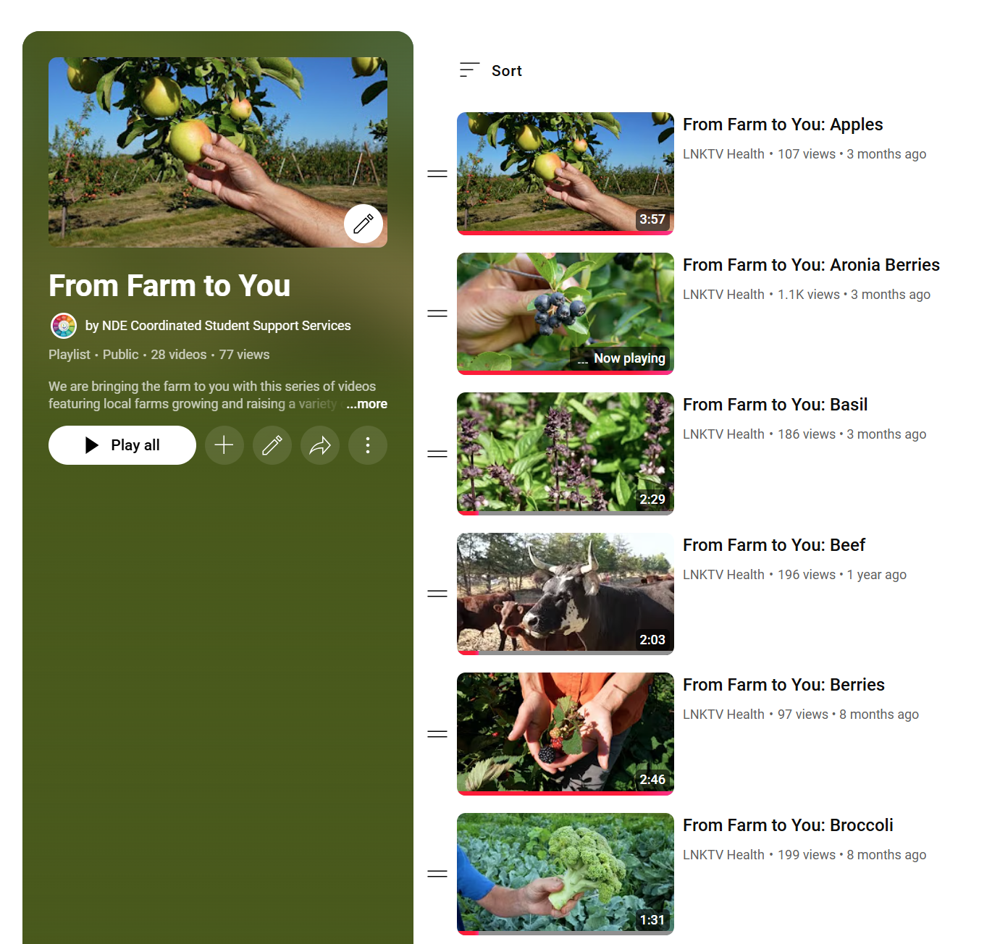 From Farm to You
by NDE Coordinated Student Support Services
Playlist • Public • 28 videos • 77 views
We are bringing the farm to you with this series of videos
featuring local farms growing and raising a variety ...more
Play all
Sort
3:57
From Farm to You: Apples
LNKTV Health • 107 views • 3 months ago
Now playing
From Farm to You: Aronia Berries
LNKTV Health • 1.1K views • 3 months ago
2:29
From Farm to You: Basil
LNKTV Health • 186 views • 3 months ago
2:03
From Farm to You: Beef
LNKTV Health • 196 views • 1 year ago
2:46
From Farm to You: Berries
LNKTV Health • 97 views • 8 months ago
1:31
From Farm to You: Broccoli
LNKTV Health • 199 views • 8 months ago